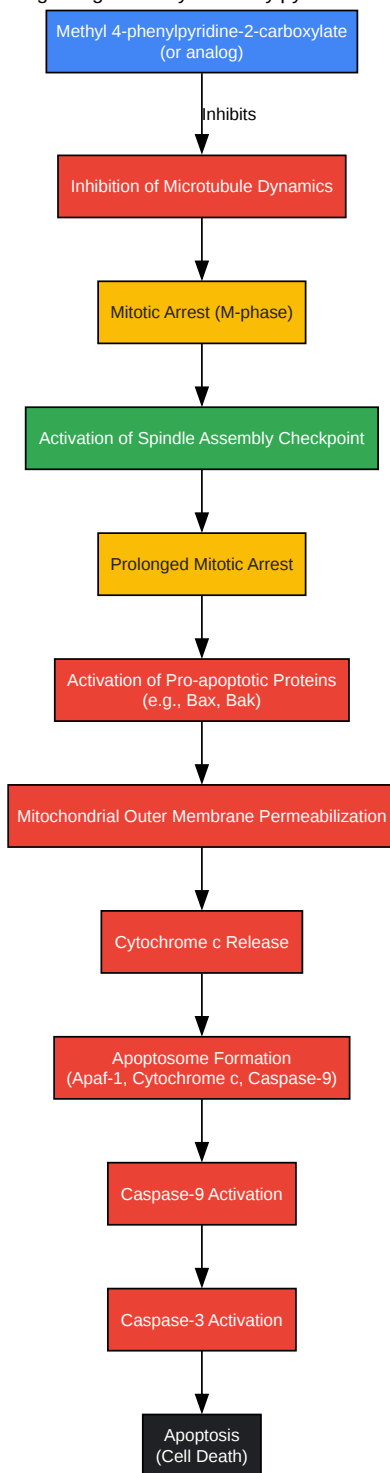 Methyl 4-phenylpyridine-2-carboxylate
(or analog)
Inhibits
Inhibition of Microtubule Dynamics
Mitotic Arrest (M-phase)
Activation of Spindle Assembly Checkpoint
Prolonged Mitotic Arrest
Activation of Pro-apoptotic Proteins
(e.g., Bax, Bak)
Mitochondrial Outer Membrane Permeabilization
Cytochrome c Release
Apoptosome Formation
(Apaf-1, Cytochrome c, Caspase-9)
Caspase-9 Activation
Caspase-3 Activation
Apoptosis
(Cell Death)